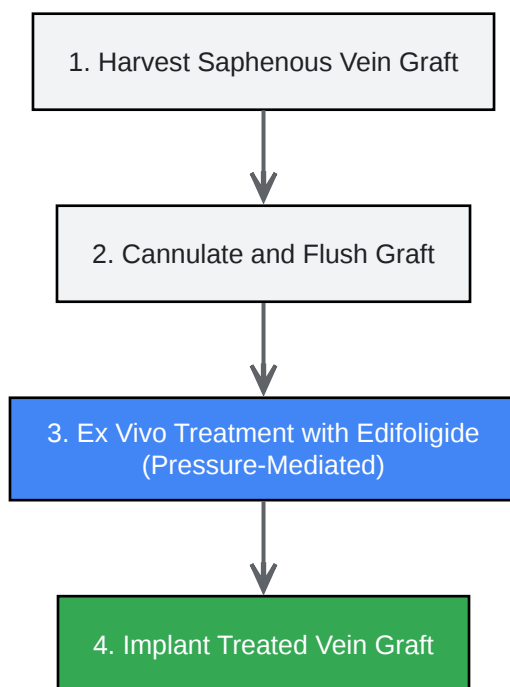 1. Harvest Saphenous Vein Graft
2. Cannulate and Flush Graft
3. Ex Vivo Treatment with Edifoligide
(Pressure-Mediated)
4. Implant Treated Vein Graft